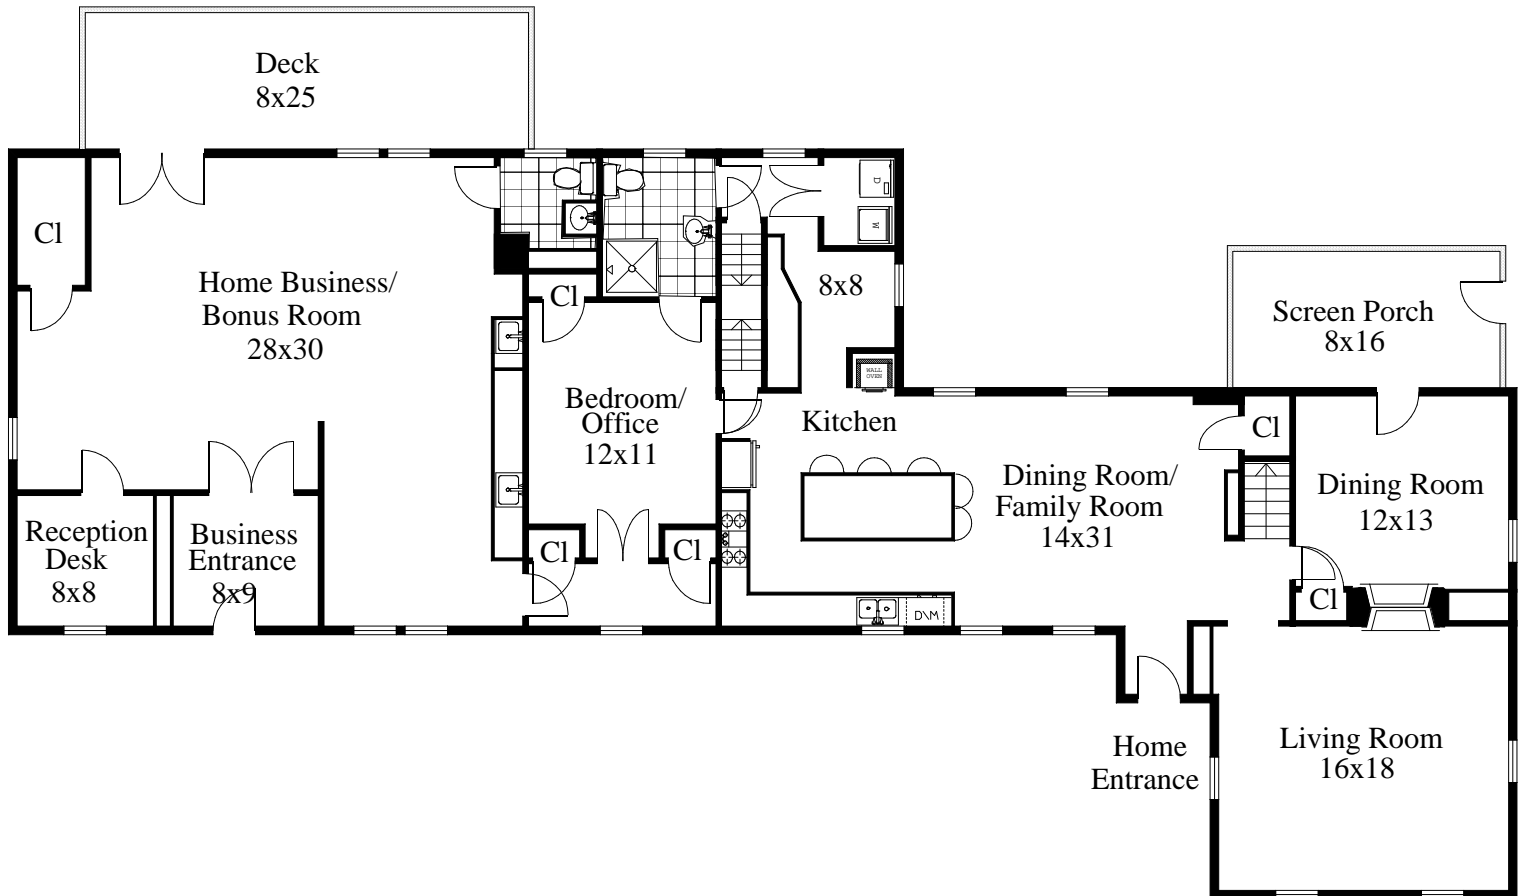 Deck
8x25
D
W
Cl
Home Business/
Bonus Room
28x30
Cl
8x8
Screen Porch
8x16
WALL
OVEN
Bedroom/
Office
12x11
Kitchen
Cl
Dining Room/
Family Room
14x31
Dining Room
12x13
Reception
Desk
8x8
Business
Entrance
8x9
Cl
Cl
Cl
D\M
Home
Entrance
Living Room
16x18